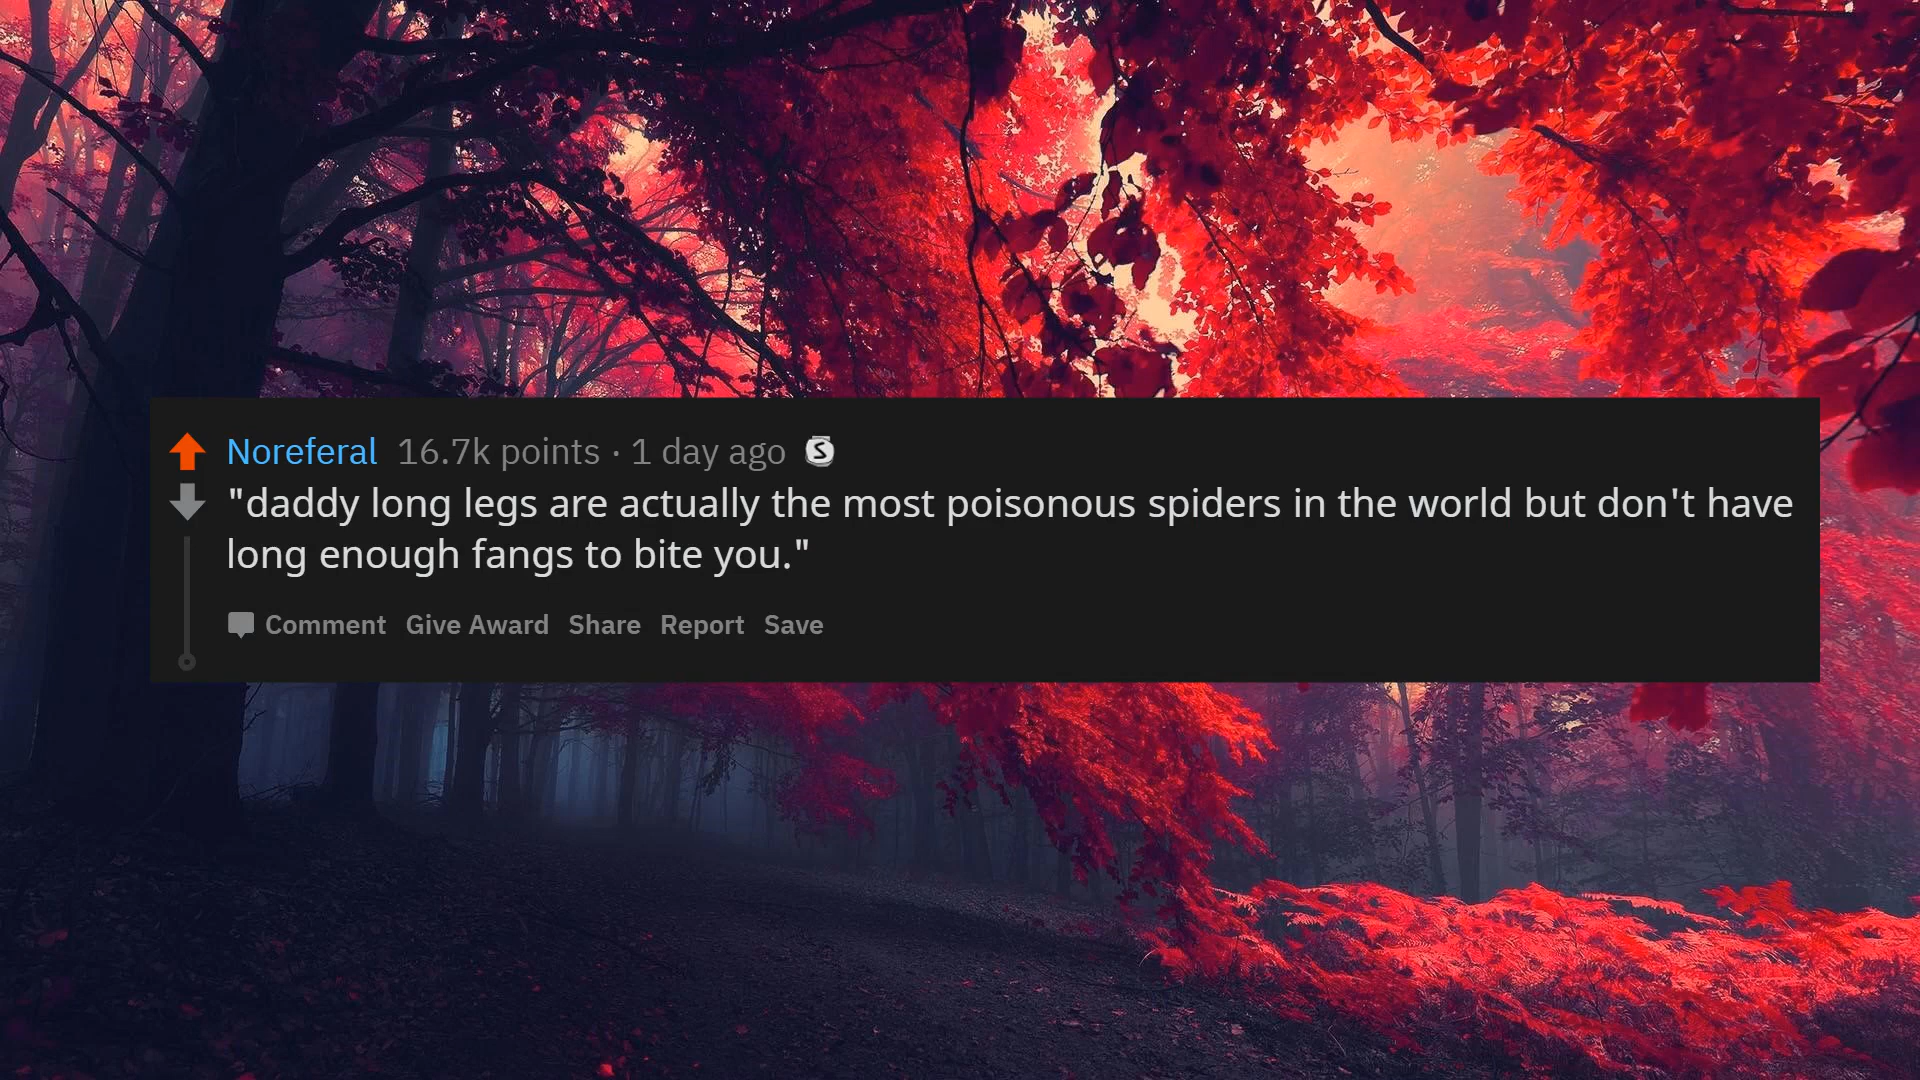 Noreferal 16.7k points · 1 day ago S
"daddy long legs are actually the most poisonous spiders in the world but don't have
long enough fangs to bite you."
Comment Give Award Share Report Save